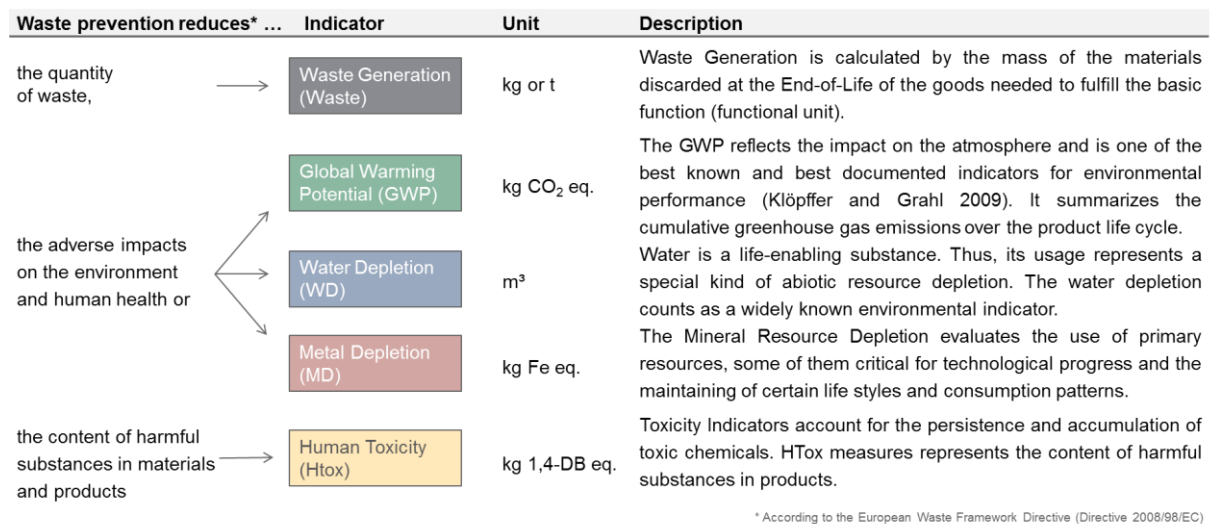 Waste prevention reduces* … Indicator Unit Description
the quantity
of waste,
Waste Generation
(Waste)
kg or t
Waste Generation is calculated by the mass of the materials
discarded at the End-of-Life of the goods needed to fulfill the basic
function (functional unit).
the adverse impacts
on the environment
and human health or
Global Warming
Potential (GWP)
kg CO₂ eq.
The GWP reflects the impact on the atmosphere and is one of the
best known and best documented indicators for environmental
performance (Klöpffer and Grahl 2009). It summarizes the
cumulative greenhouse gas emissions over the product life cycle.
Water Depletion
(WD)
m³
Water is a life-enabling substance. Thus, its usage represents a
special kind of abiotic resource depletion. The water depletion
counts as a widely known environmental indicator.
Metal Depletion
(MD)
kg Fe eq.
The Mineral Resource Depletion evaluates the use of primary
resources, some of them critical for technological progress and the
maintaining of certain life styles and consumption patterns.
the content of harmful
substances in materials
and products
Human Toxicity
(Htox)
kg 1,4-DB eq.
Toxicity Indicators account for the persistence and accumulation of
toxic chemicals. HTox measures represents the content of harmful
substances in products.
* According to the European Waste Framework Directive (Directive 2008/98/EC)